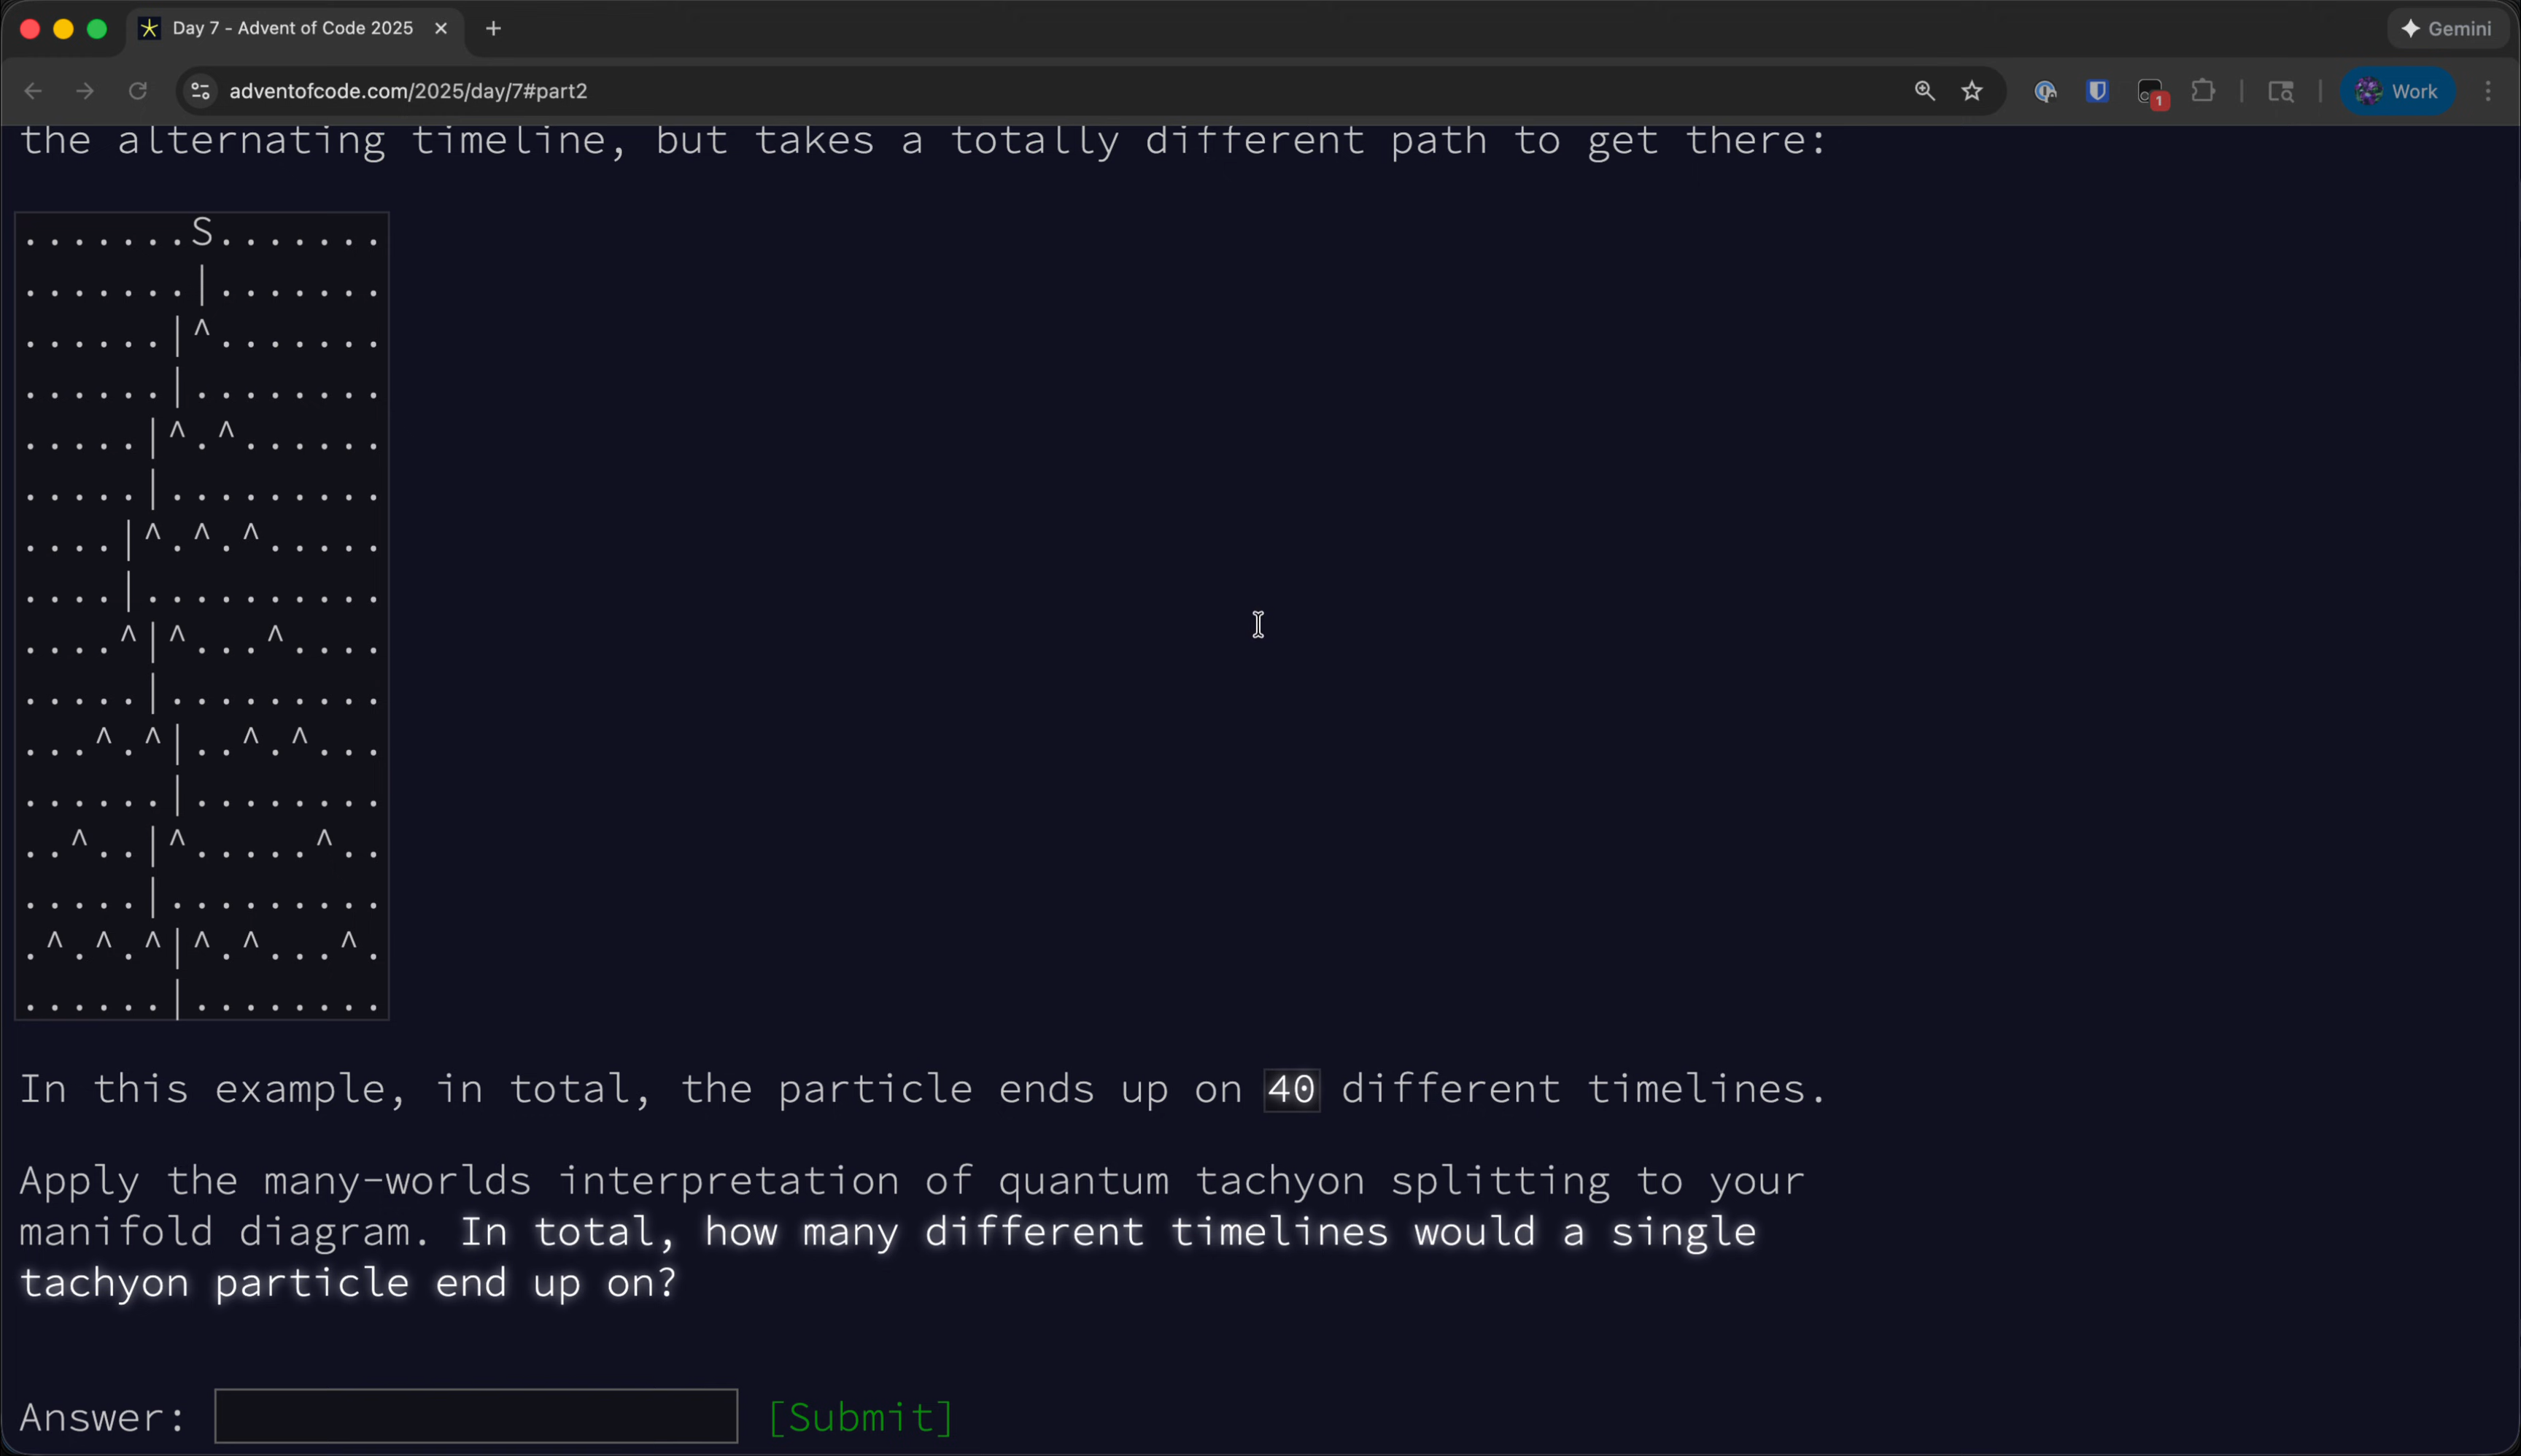 Day 7 - Advent of Code 2025
Gemini
adventofcode.com/2025/day/7#part2
1
Work
the alternating timeline, but takes a totally different path to get there:
.......S.......
.......|.......
......|^.......
......|........
.....|^.^......
.....|.........
....|^.^.^.....
....|..........
....^|^...^....
.....|.........
...^.^|..^.^...
......|........
..^..|^.....^..
.....|.........
.^.^.^|^.^...^.
......|........
In this example, in total, the particle ends up on 40 different timelines.
Apply the many-worlds interpretation of quantum tachyon splitting to your
manifold diagram. In total, how many different timelines would a single
tachyon particle end up on?
Answer:
[Submit]